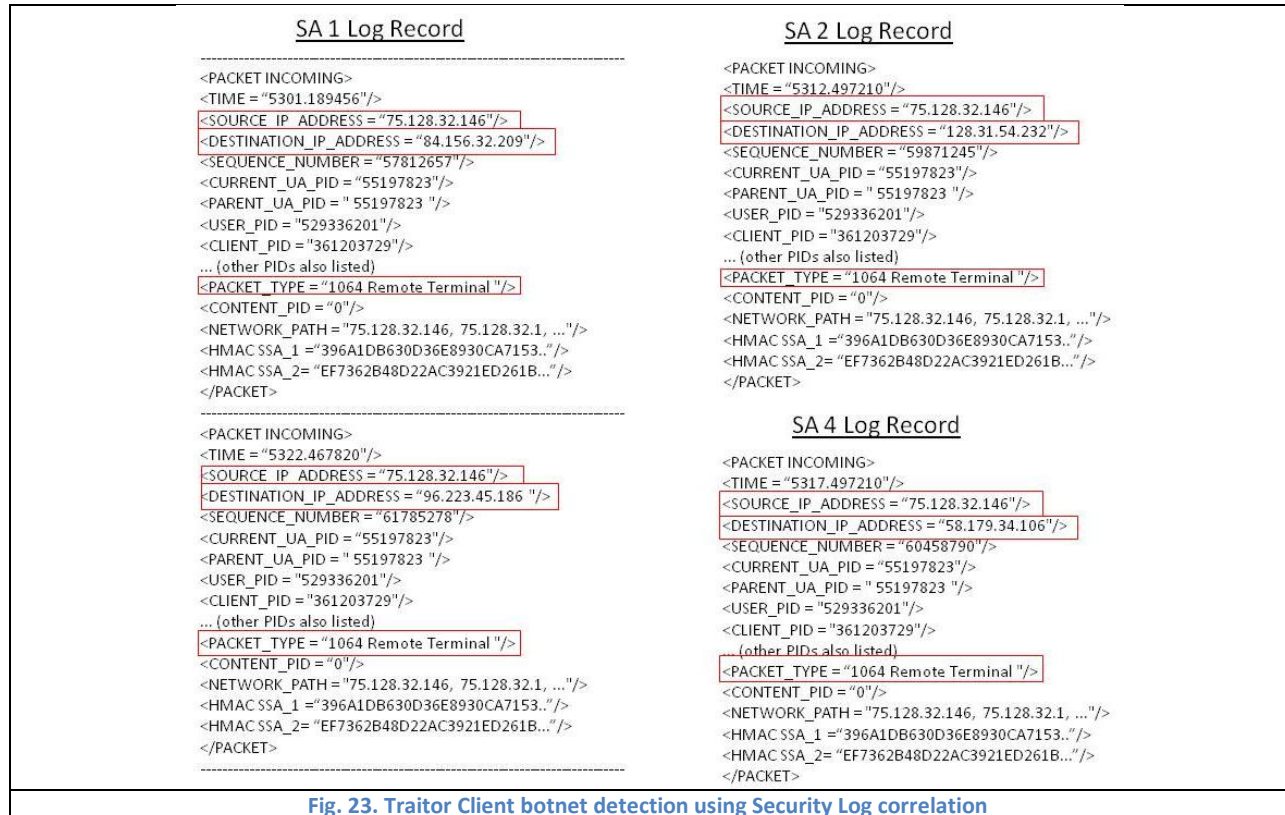 SA 1 Log Record
<PACKET INCOMING>
<TIME = "5301.189456"/>
<SOURCE_IP_ADDRESS = "75.128.32.146"/>
<DESTINATION_IP_ADDRESS = "84.156.32.209"/>
<SEQUENCE_NUMBER = "57812657"/>
<CURRENT_UA_PID = "55197823"/>
<PARENT_UA_PID = " 55197823 "/>
<USER_PID = "529336201"/>
<CLIENT_PID = "361203729"/>
... (other PIDs also listed)
<PACKET_TYPE = "1064 Remote Terminal "/>
<CONTENT_PID = "0"/>
<NETWORK_PATH = "75.128.32.146, 75.128.32.1, ..."/>
<HMAC SSA_1 ="396A1DB630D36E8930CA7153.."/>
<HMAC SSA_2= "EF7362B48D22AC3921ED261B..."/>
</PACKET>
<PACKET INCOMING>
<TIME = "5322.467820"/>
<SOURCE_IP_ADDRESS = "75.128.32.146"/>
<DESTINATION_IP_ADDRESS = "96.223.45.186 "/>
<SEQUENCE_NUMBER = "61785278"/>
<CURRENT_UA_PID = "55197823"/>
<PARENT_UA_PID = " 55197823 "/>
<USER_PID = "529336201"/>
<CLIENT_PID = "361203729"/>
... (other PIDs also listed)
<PACKET_TYPE = "1064 Remote Terminal "/>
<CONTENT_PID = "0"/>
<NETWORK_PATH = "75.128.32.146, 75.128.32.1, ..."/>
<HMAC SSA_1 ="396A1DB630D36E8930CA7153.."/>
<HMAC SSA_2= "EF7362B48D22AC3921ED261B..."/>
</PACKET>
SA 2 Log Record
<PACKET INCOMING>
<TIME = "5312.497210"/>
<SOURCE_IP_ADDRESS = "75.128.32.146"/>
<DESTINATION_IP_ADDRESS = "128.31.54.232"/>
<SEQUENCE_NUMBER = "59871245"/>
<CURRENT_UA_PID = "55197823"/>
<PARENT_UA_PID = " 55197823 "/>
<USER_PID = "529336201"/>
<CLIENT_PID = "361203729"/>
... (other PIDs also listed)
<PACKET_TYPE = "1064 Remote Terminal "/>
<CONTENT_PID = "0"/>
<NETWORK_PATH = "75.128.32.146, 75.128.32.1, ..."/>
<HMAC SSA_1 ="396A1DB630D36E8930CA7153.."/>
<HMAC SSA_2= "EF7362B48D22AC3921ED261B..."/>
</PACKET>
SA 4 Log Record
<PACKET INCOMING>
<TIME = "5317.497210"/>
<SOURCE_IP_ADDRESS = "75.128.32.146"/>
<DESTINATION_IP_ADDRESS = "58.179.34.106"/>
<SEQUENCE_NUMBER = "60458790"/>
<CURRENT_UA_PID = "55197823"/>
<PARENT_UA_PID = " 55197823 "/>
<USER_PID = "529336201"/>
<CLIENT_PID = "361203729"/>
... (other PIDs also listed)
<PACKET_TYPE = "1064 Remote Terminal "/>
<CONTENT_PID = "0"/>
<NETWORK_PATH = "75.128.32.146, 75.128.32.1, ..."/>
<HMAC SSA_1 ="396A1DB630D36E8930CA7153.."/>
<HMAC SSA_2= "EF7362B48D22AC3921ED261B..."/>
</PACKET>
Fig. 23. Traitor Client botnet detection using Security Log correlation